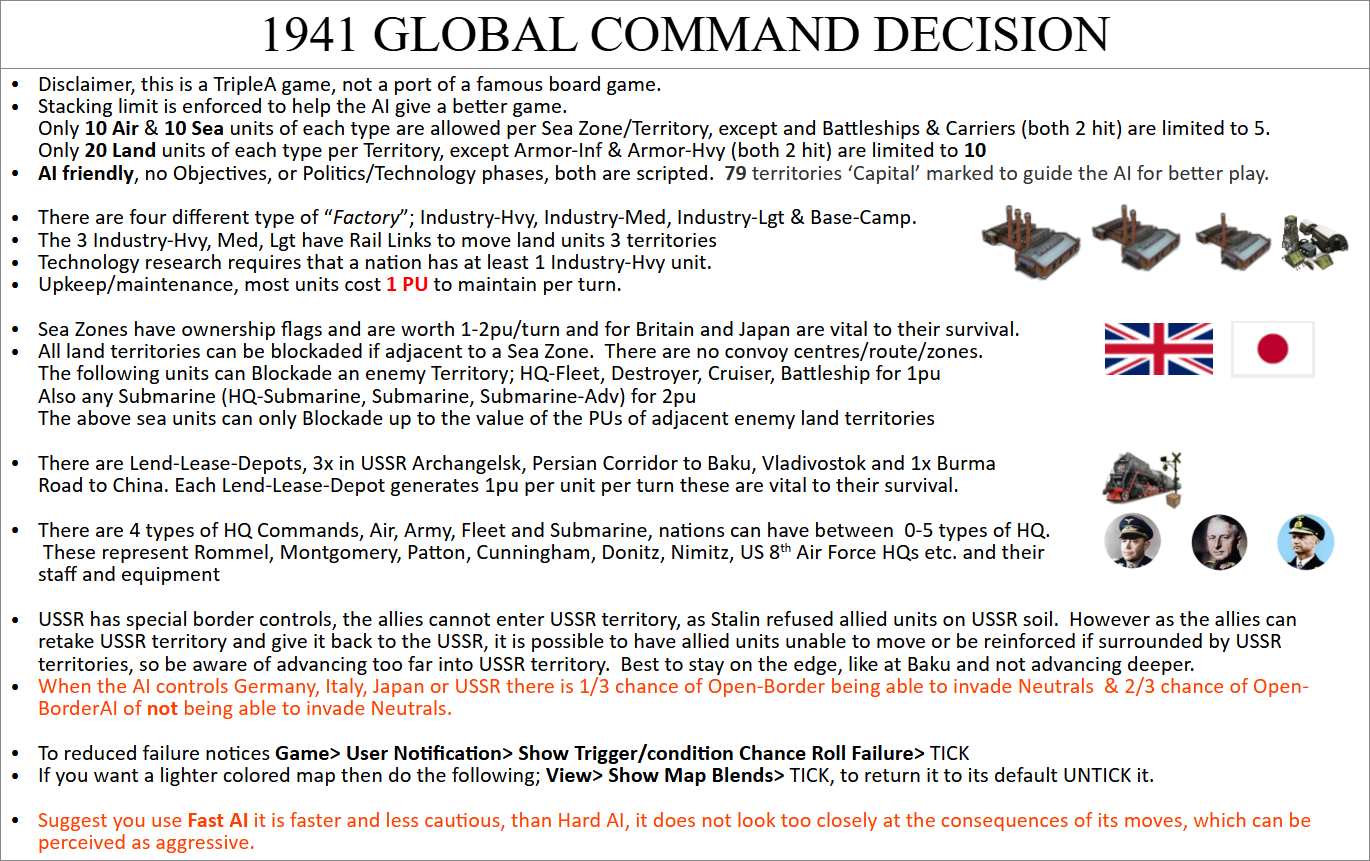 1941 GLOBAL COMMAND DECISION
• Disclaimer, this is a TripleA game, not a part of a famous board game.
• Stacking limit is enforced to help the AI give a better game.
Only 10 Air & 10 Sea units of each type are allowed per Sea Zone/Territory, except and Battleships & Carriers (both 2 hit) are limited to 5.
Only 20 Land units of each type per Territory, except Armor-Inf & Armor-Hvy (both 2 hit) are limited to 10
• AI friendly, no Objectives, or Politics/Technology phases, both are scripted.  79 territories ‘Capital’ marked to guide the AI for better play.
• There are four different type of “Factory”; Industry-Hvy, Industry-Med, Industry-Lgt & Base-Camp.
• The 3 Industry-Hvy, Med, Lgt have Rail Links to move land units 3 territories
• Technology research requires that a nation has at least 1 Industry-Hvy unit.
• Upkeep/maintenance, most units cost 1 PU to maintain per turn.
• Sea Zones have ownership flags and are worth 1-2pu/turn and for Britain and Japan are vital to their survival.
• All land territories can be blockaded if adjacent to a Sea Zone.  There are no convoy centres/route/zones.
The following units can Blockade an enemy Territory; HQ-Fleet, Destroyer, Cruiser, Battleship for 1pu
Also any Submarine (HQ-Submarine, Submarine, Submarine-Adv) for 2pu
The above sea units can only Blockade up to the value of the PUs of adjacent enemy land territories
• There are Lend-Lease-Depots, 3x in USSR Archangelsk, Persian Corridor to Baku, Vladivostok and 1x Burma
Road to China. Each Lend-Lease-Depot generates 1pu per unit per turn these are vital to their survival.
• There are 4 types of HQ Commands, Air, Army, Fleet and Submarine, nations can have between  0-5 types of HQ.
These represent Rommel, Montgomery, Patton, Cunningham, Donitz, Nimitz, US 8th Air Force HQs etc. and their
staff and equipment
• USSR has special border controls, the allies cannot enter USSR territory, as Stalin refused allied units on USSR soil.  However as the allies can
retake USSR territory and give it back to the USSR, it is possible to have allied units unable to move or be reinforced if surrounded by USSR
territories, so be aware of advancing too far into USSR territory.  Best to stay on the edge, like at Baku and not advancing deeper.
• When the AI controls Germany, Italy, Japan or USSR there is 1/3 chance of Open-Border being able to invade Neutrals  & 2/3 chance of Open-
BorderAI of not being able to invade Neutrals.
• To reduced failure notices Game> User Notification> Show Trigger/condition Chance Roll Failure> TICK
• If you want a lighter colored map then do the following; View> Show Map Blends> TICK, to return it to its default UNTICK it.
• Suggest you use Fast AI it is faster and less cautious, than Hard AI, it does not look too closely at the consequences of its moves, which can be
perceived as aggressive.